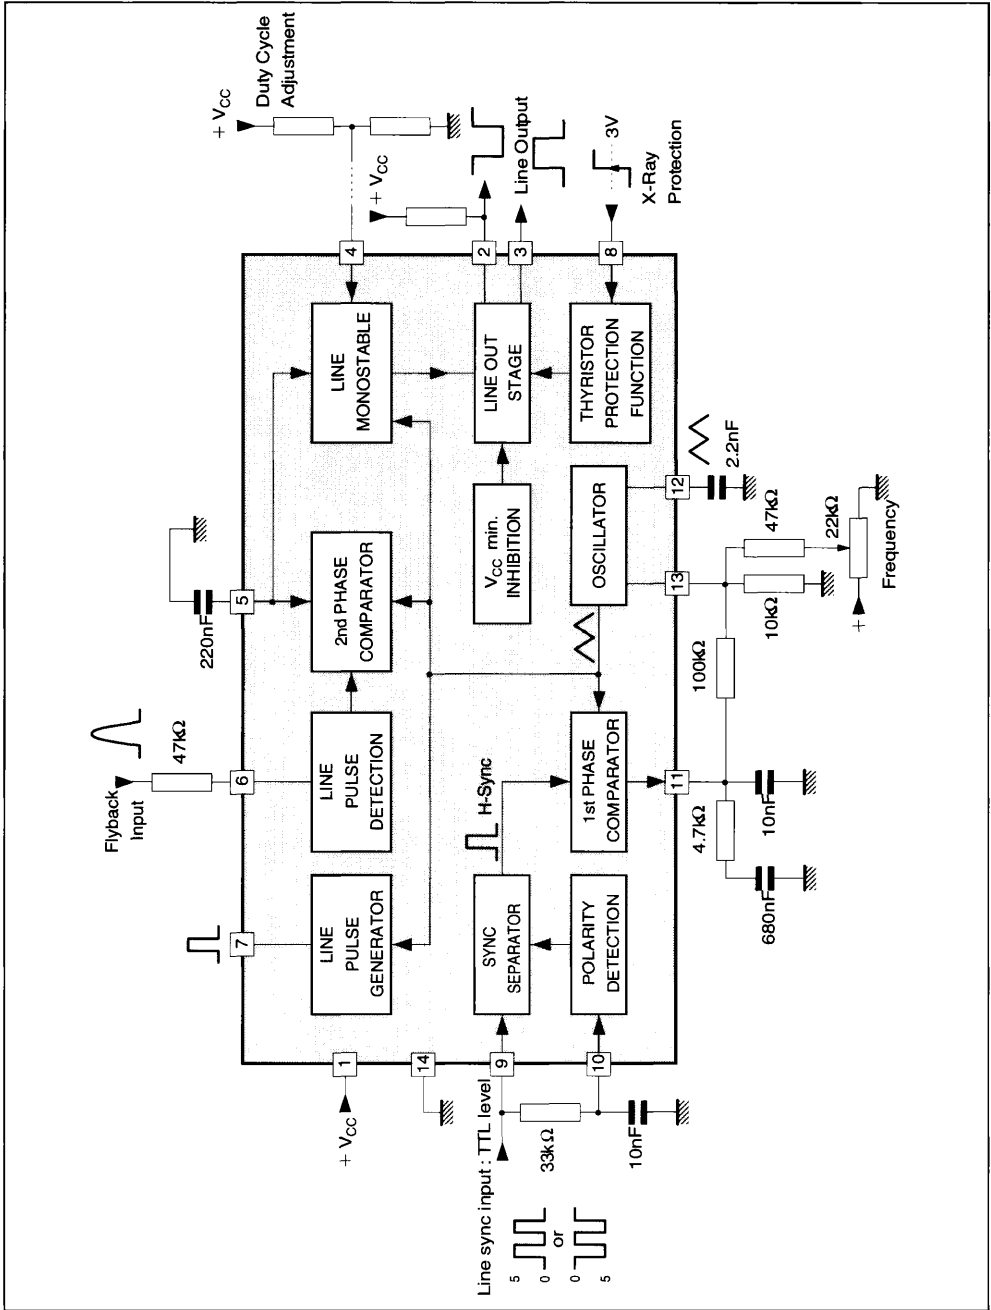 + VCC
Duty Cycle
Adjustment
+ VCC
Line Output
3V
X-Ray
Protection
4
2
3
8
LINE
MONOSTABLE
LINE OUT
STAGE
THYRISTOR
PROTECTION
FUNCTION
220nF
5
2nd PHASE
COMPARATOR
VCC min.
INHIBITION
OSCILLATOR
12
2.2nF
13
47kΩ
22kΩ
10kΩ
+
Frequency
100kΩ
Flyback
Input
47kΩ
6
LINE
PULSE
DETECTION
H-Sync
1st PHASE
COMPARATOR
11
4.7kΩ
10nF
680nF
7
LINE
PULSE
GENERATOR
SYNC
SEPARATOR
POLARITY
DETECTION
1
14
9
10
+ VCC
Line sync input : TTL level
33kΩ
10nF
5
0
or
0
5